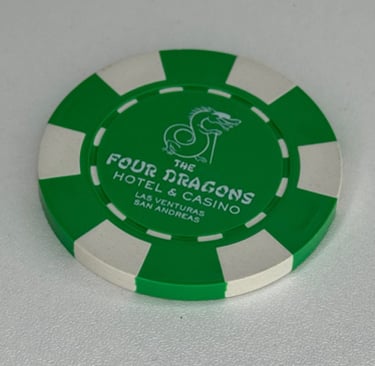 THE
FOUR DRAGONS
HOTEL & CASINO
LAS VENTURAS
SAN ANDREAS